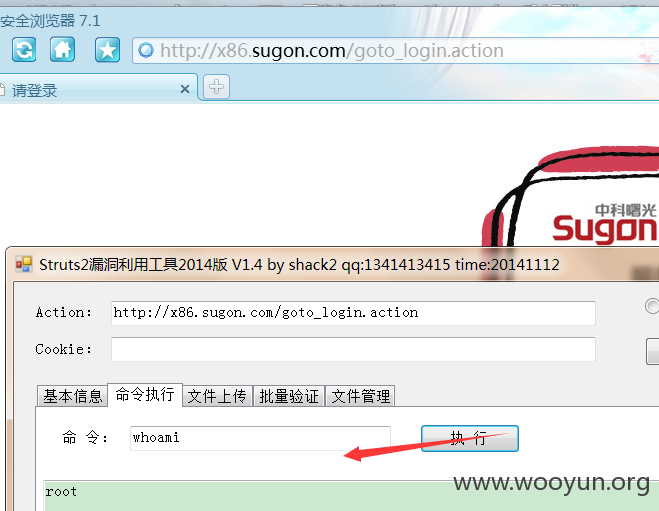 安全浏览器 7.1
http://x86.sugon.com/goto_login.action
请登录
中科曙光
Sugon
Struts2漏洞利用工具2014版 V1.4 by shack2 qq:1341413415 time:20141112
Action: http://x86.sugon.com/goto_login.action
Cookie:
基本信息 命令执行 文件上传 批量验证 文件管理
命 令: whoami 执 行
root
www.wooyun.org